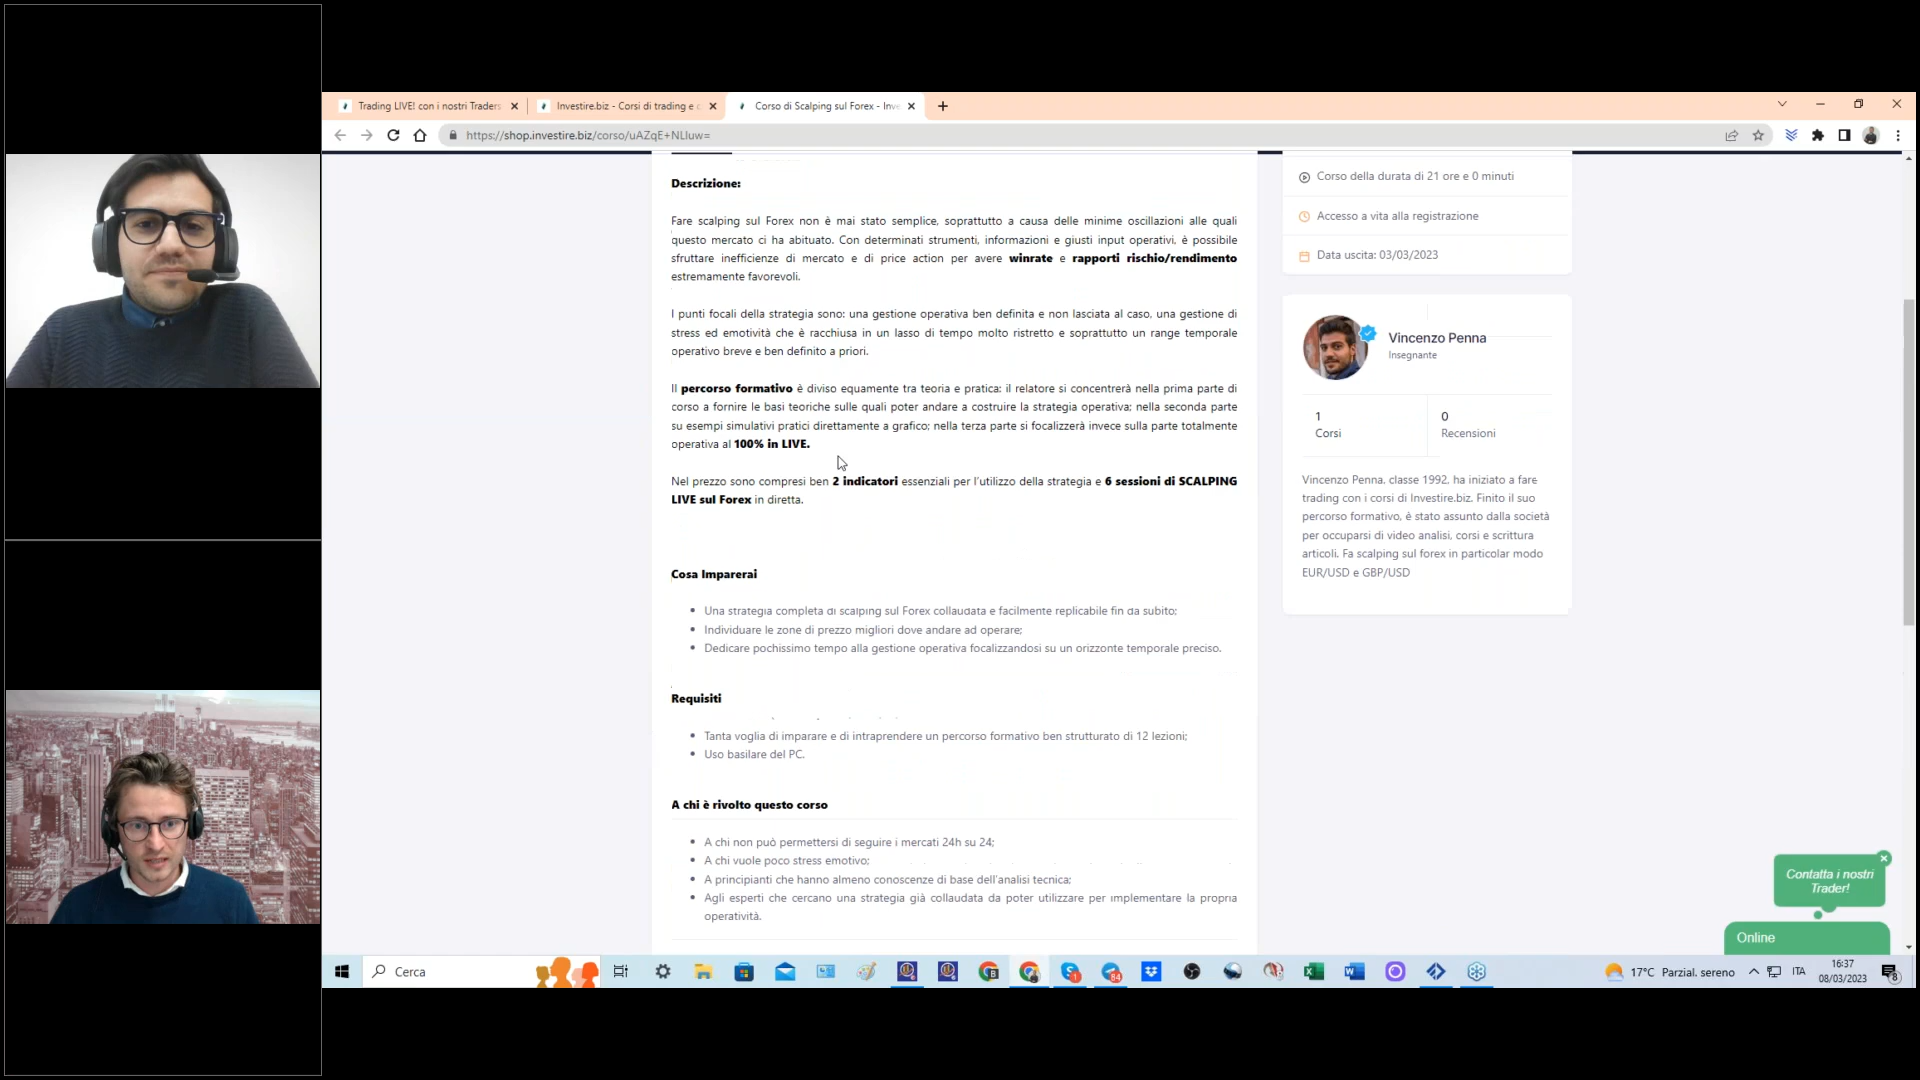 Trading LIVE! con i nostri Traders
Investire.biz - Corsi di trading e c
Corso di Scalping sul Forex - Inve
https://shop.investire.biz/corso/uAZqE+NLluw=
Descrizione:
Fare scalping sul Forex non è mai stato semplice, soprattutto a causa delle minime oscillazioni alle quali
questo mercato ci ha abituato. Con determinati strumenti, informazioni e giusti input operativi, è possibile
sfruttare inefficienze di mercato e di price action per avere winrate e rapporti rischio/rendimento
estremamente favorevoli.
I punti focali della strategia sono: una gestione operativa ben definita e non lasciata al caso, una gestione di
stress ed emotività che è racchiusa in un lasso di tempo molto ristretto e soprattutto un range temporale
operativo breve e ben definito a priori.
Il percorso formativo è diviso equamente tra teoria e pratica: il relatore si concentrerà nella prima parte di
corso a fornire le basi teoriche sulle quali poter andare a costruire la strategia operativa; nella seconda parte
su esempi simulativi pratici direttamente a grafico; nella terza parte si focalizzerà invece sulla parte totalmente
operativa al 100% in LIVE.
Nel prezzo sono compresi ben 2 indicatori essenziali per l'utilizzo della strategia e 6 sessioni di SCALPING
LIVE sul Forex in diretta.
Cosa Imparerai
Una strategia completa di scalping sul Forex collaudata e facilmente replicabile fin da subito;
Individuare le zone di prezzo migliori dove andare ad operare;
Dedicare pochissimo tempo alla gestione operativa focalizzandosi su un orizzonte temporale preciso.
Requisiti
Tanta voglia di imparare e di intraprendere un percorso formativo ben strutturato di 12 lezioni;
Uso basilare del PC.
A chi è rivolto questo corso
A chi non può permettersi di seguire i mercati 24h su 24;
A chi vuole poco stress emotivo;
A principianti che hanno almeno conoscenze di base dell'analisi tecnica;
Agli esperti che cercano una strategia già collaudata da poter utilizzare per implementare la propria
operatività.
Corso della durata di 21 ore e 0 minuti
Accesso a vita alla registrazione
Data uscita: 03/03/2023
Vincenzo Penna
Insegnante
1
Corsi
0
Recensioni
Vincenzo Penna, classe 1992, ha iniziato a fare
trading con i corsi di Investire.biz. Finito il suo
percorso formativo, è stato assunto dalla società
per occuparsi di video analisi, corsi e scrittura
articoli. Fa scalping sul forex in particolar modo
EUR/USD e GBP/USD
Contatta i nostri
Trader!
Online
Cerca
84
17°C Parzial. sereno
ITA
16:37
08/03/2023
8